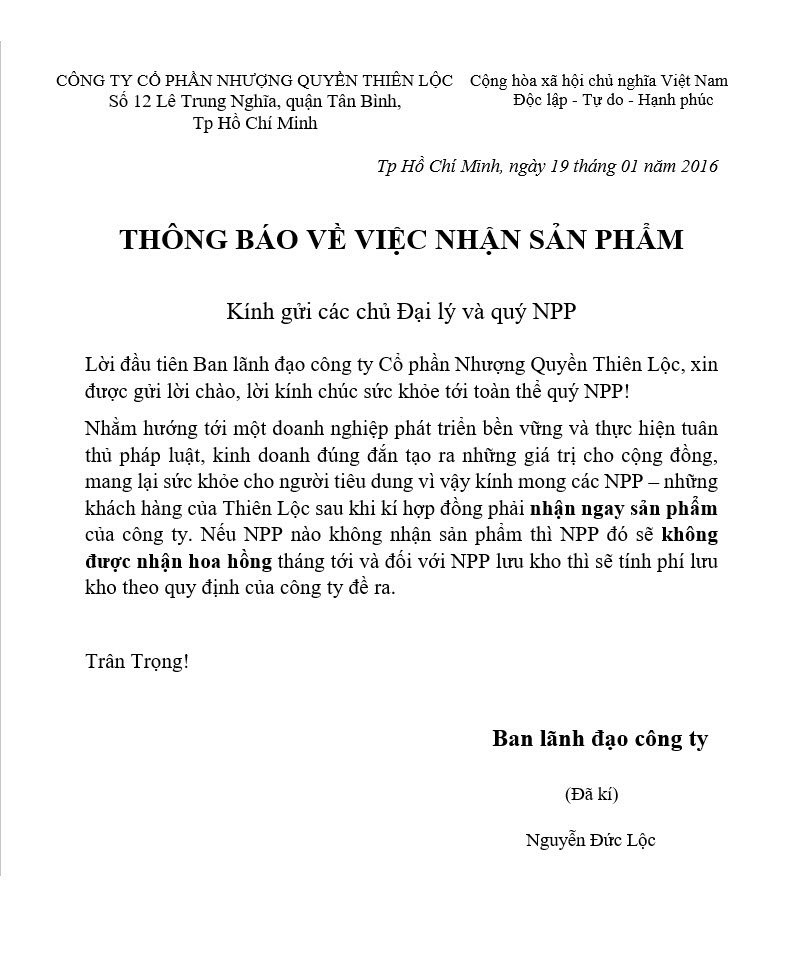 CÔNG TY CỔ PHẦN NHƯỢNG QUYỀN THIÊN LỘC
Số 12 Lê Trung Nghĩa, quận Tân Bình,
Tp Hồ Chí Minh
Cộng hòa xã hội chủ nghĩa Việt Nam
Độc lập - Tự do - Hạnh phúc
Tp Hồ Chí Minh, ngày 19 tháng 01 năm 2016
THÔNG BÁO VỀ VIỆC NHẬN SẢN PHẨM
Kính gửi các chủ Đại lý và quý NPP
Lời đầu tiên Ban lãnh đạo công ty Cổ phần Nhượng Quyền Thiên Lộc, xin
được gửi lời chào, lời kính chúc sức khỏe tới toàn thể quý NPP!
Nhằm hướng tới một doanh nghiệp phát triển bền vững và thực hiện tuân
thủ pháp luật, kinh doanh đúng đắn tạo ra những giá trị cho cộng đồng,
mang lại sức khỏe cho người tiêu dung vì vậy kính mong các NPP – những
khách hàng của Thiên Lộc sau khi kí hợp đồng phải nhận ngay sản phẩm
của công ty. Nếu NPP nào không nhận sản phẩm thì NPP đó sẽ không
được nhận hoa hồng tháng tới và đối với NPP lưu kho thì sẽ tính phí lưu
kho theo quy định của công ty đề ra.
Trân Trọng!
Ban lãnh đạo công ty
(Đã kí)
Nguyễn Đức Lộc